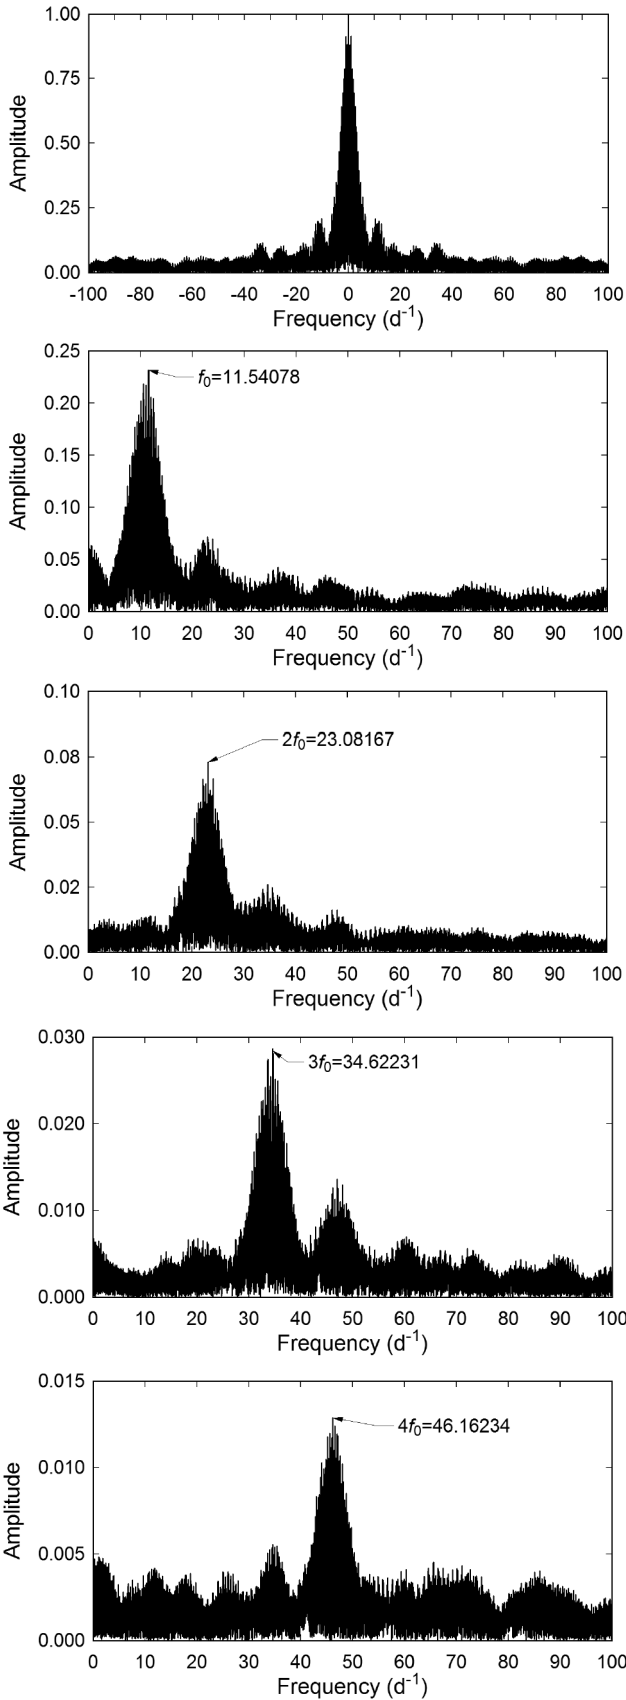 1.00
0.75
0.50
0.25
0.00
Amplitude
-100 -80 -60 -40 -20 0 20 40 60 80 100
Frequency (d⁻¹)
0.25
0.20
0.15
0.10
0.05
0.00
Amplitude
f₀=11.54078
0 10 20 30 40 50 60 70 80 90 100
Frequency (d⁻¹)
0.10
0.08
0.05
0.02
0.00
Amplitude
2f₀=23.08167
0 10 20 30 40 50 60 70 80 90 100
Frequency (d⁻¹)
0.030
0.020
0.010
0.000
Amplitude
3f₀=34.62231
0 10 20 30 40 50 60 70 80 90 100
Frequency (d⁻¹)
0.015
0.010
0.005
0.000
Amplitude
4f₀=46.16234
0 10 20 30 40 50 60 70 80 90 100
Frequency (d⁻¹)